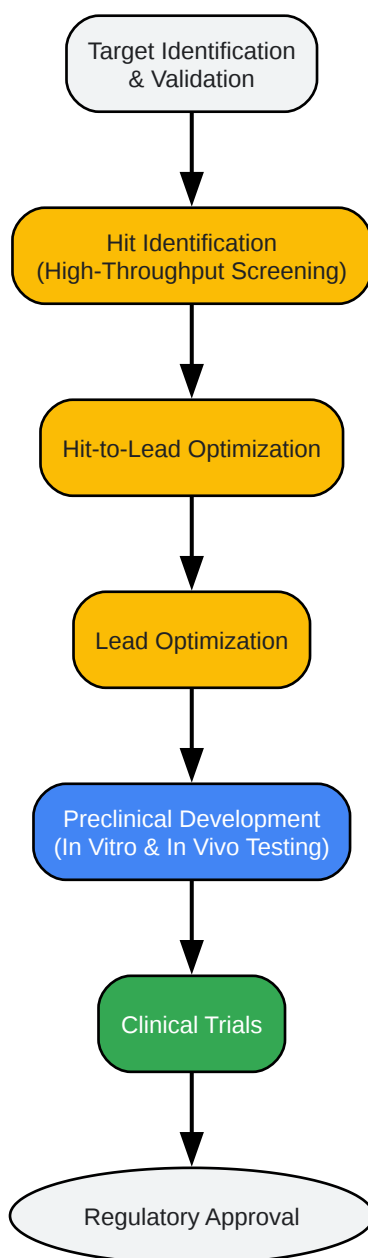 Target Identification
& Validation
Hit Identification
(High-Throughput Screening)
Hit-to-Lead Optimization
Lead Optimization
Preclinical Development
(In Vitro & In Vivo Testing)
Clinical Trials
Regulatory Approval